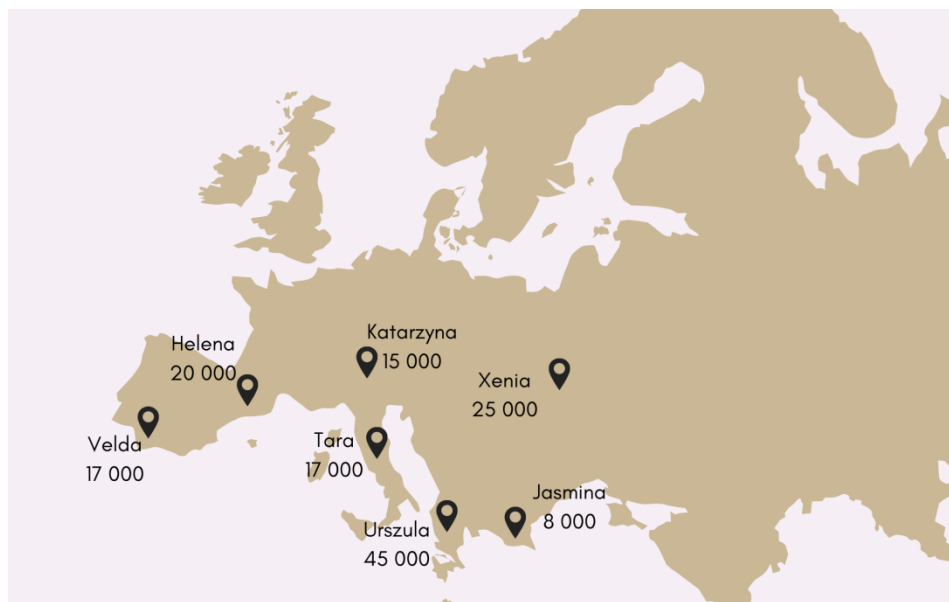 Katarzyna
15 000
Helena
20 000
Xenia
25 000
Velda
17 000
Tara
17 000
Jasmina
8 000
Urszula
45 000